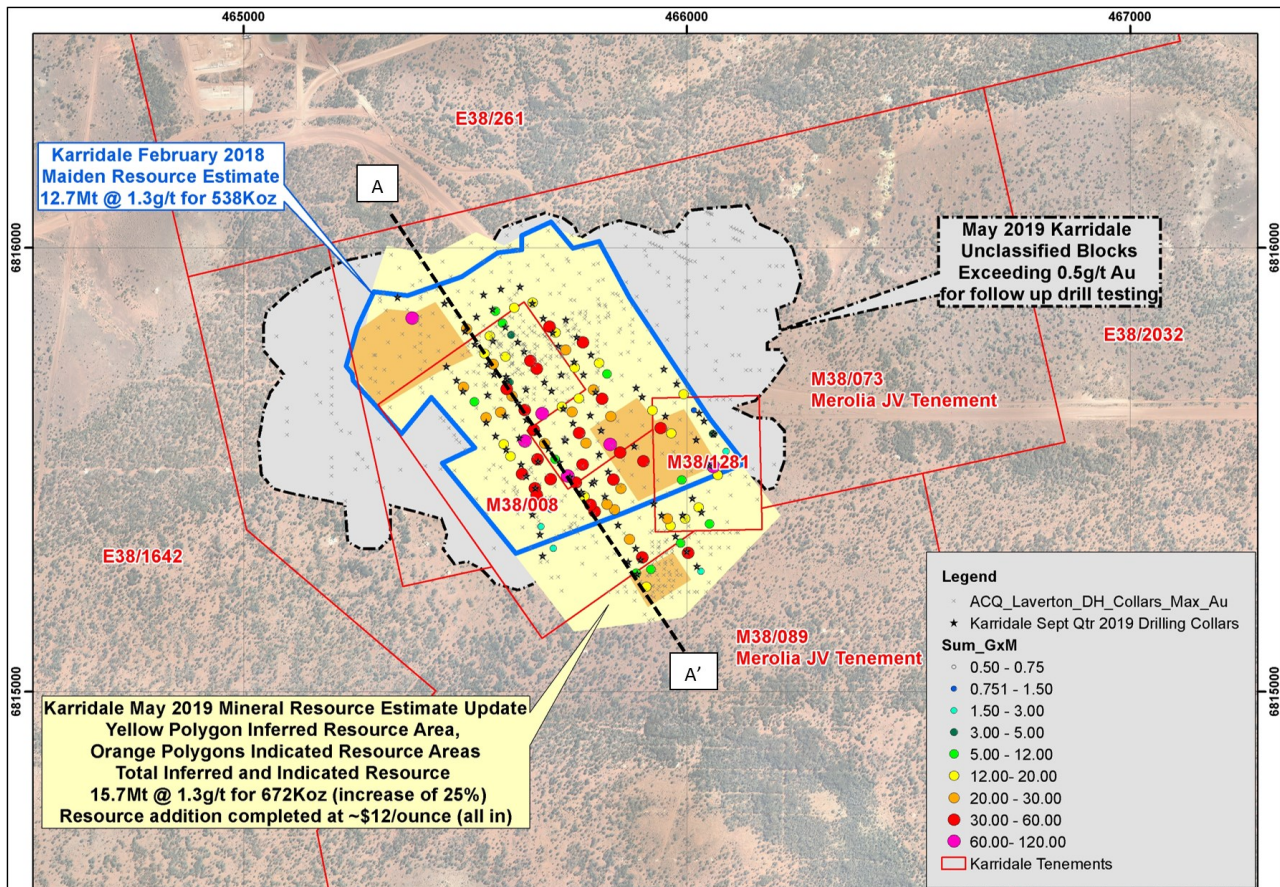 465000
466000
467000
E38/261
Karridale February 2018
Maiden Resource Estimate
12.7Mt @ 1.3g/t for 538Koz
A
6816000
6816000
May 2019 Karridale
Unclassified Blocks
Exceeding 0.5g/t Au
for follow up drill testing
E38/2032
M38/073
Merolia JV Tenement
M38/1281
M38/008
E38/1642
M38/089
Merolia JV Tenement
A'
6815000
6815000
Karridale May 2019 Mineral Resource Estimate Update
Yellow Polygon Inferred Resource Area,
Orange Polygons Indicated Resource Areas
Total Inferred and Indicated Resource
15.7Mt @ 1.3g/t for 672Koz (increase of 25%)
Resource addition completed at ~$12/ounce (all in)
Legend
ACQ_Laverton_DH_Collars_Max_Au
Karridale Sept Qtr 2019 Drilling Collars
Sum_GxM
0.50 - 0.75
0.751 - 1.50
1.50 - 3.00
3.00 - 5.00
5.00 - 12.00
12.00- 20.00
20.00 - 30.00
30.00 - 60.00
60.00- 120.00
Karridale Tenements